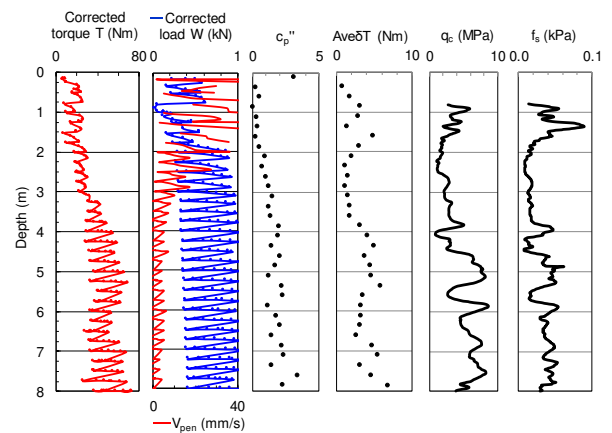 Corrected torque T (Nm)
Corrected load W (kN)
cp"
AveδT (Nm)
qc (MPa)
fs (kPa)
0 80
0 1
0 5
0 10
0 10
0.0 0.1
Depth (m)
0
1
2
3
4
5
6
7
8
0 40
Vpen (mm/s)